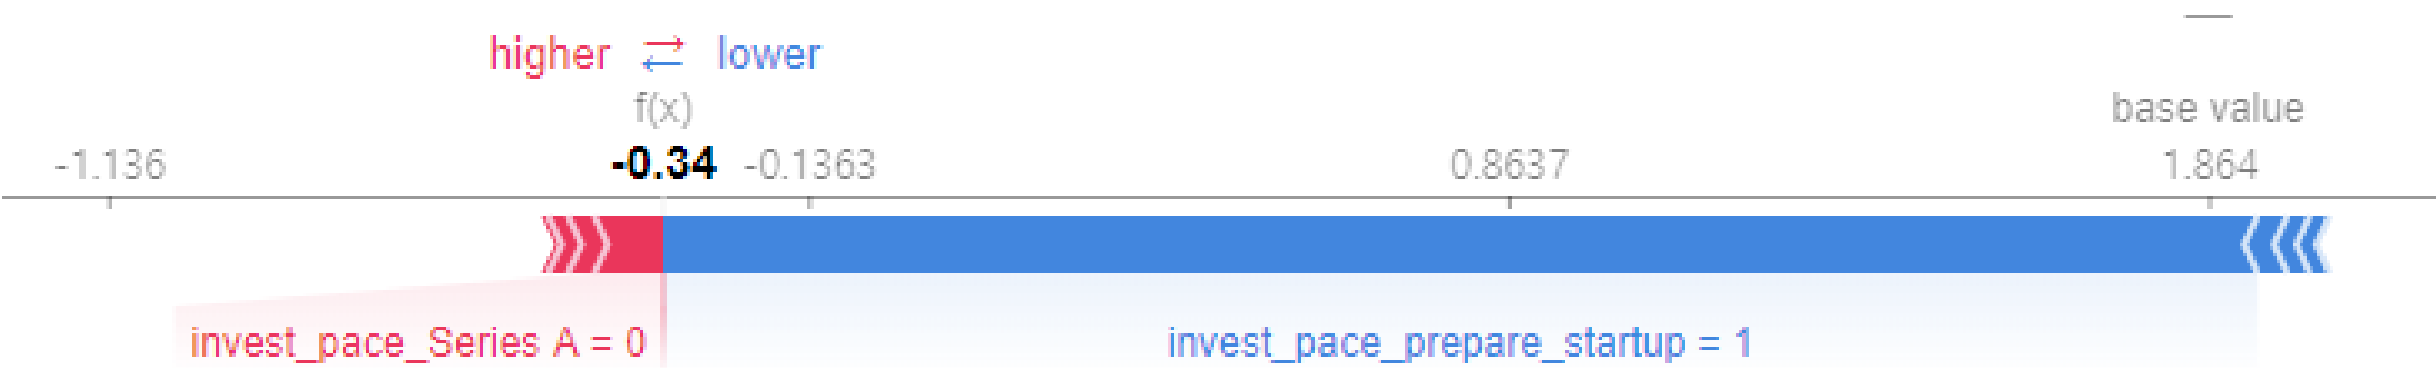 higher ⇄ lower
f(x)
base value
-1.136
-0.34
-0.1363
0.8637
1.864
invest_pace_Series A = 0
invest_pace_prepare_startup = 1